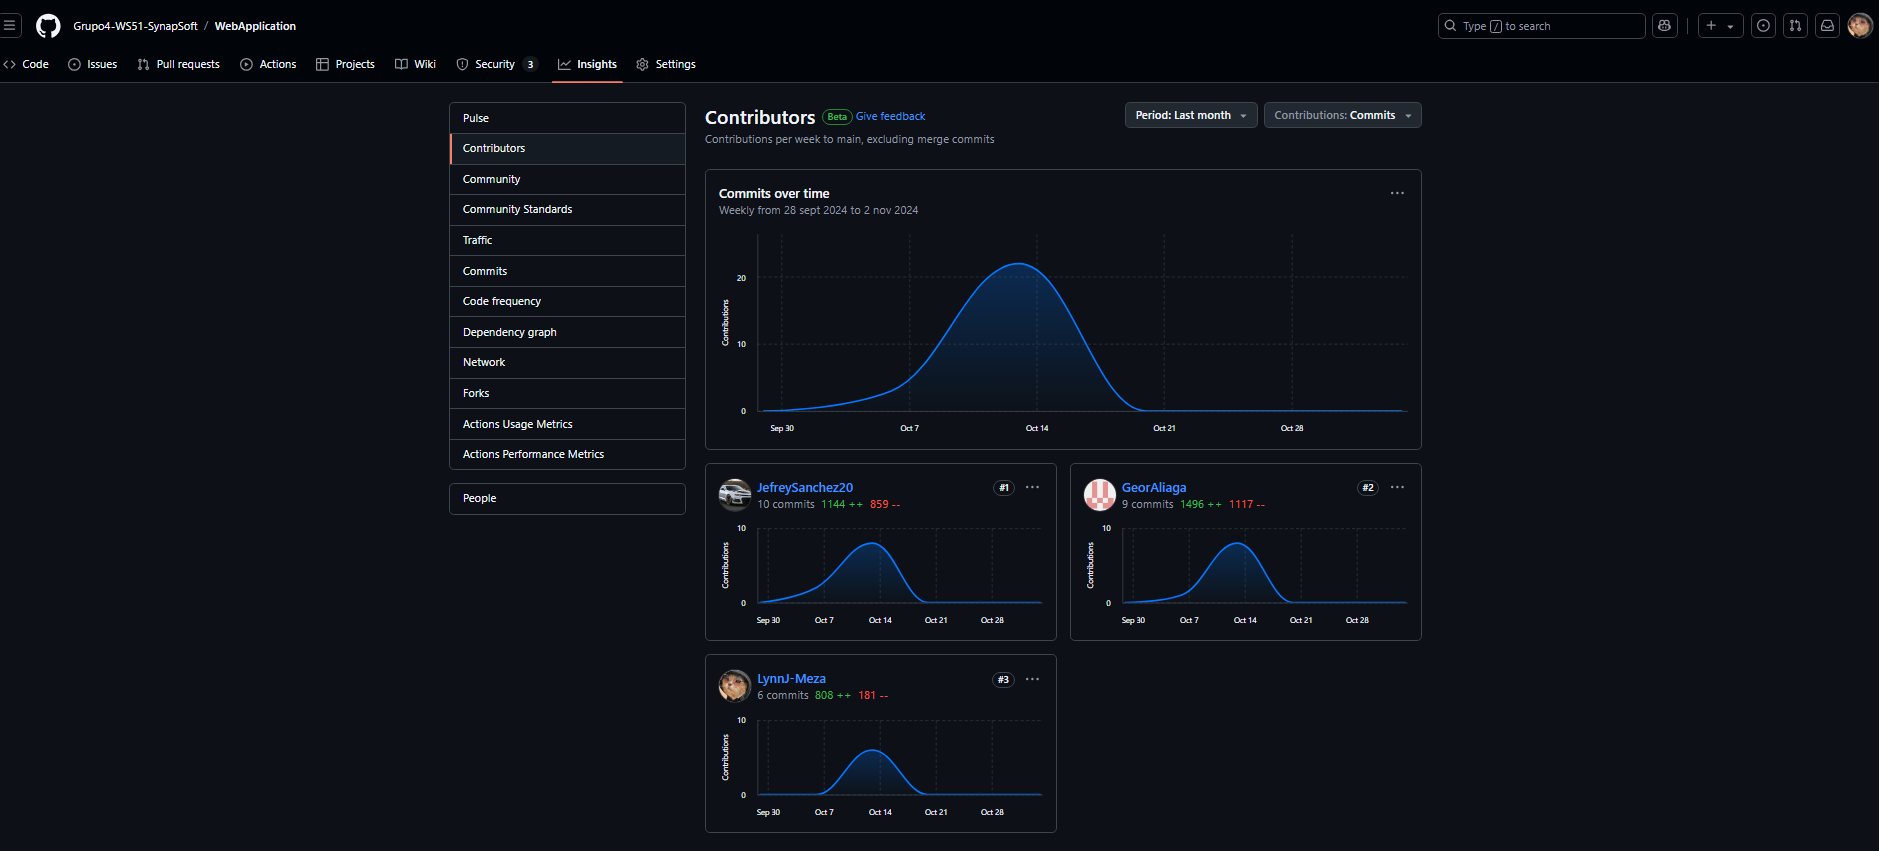 Grupo4-WS51-SynapSoft / WebApplication
Type / to search
Code Issues Pull requests Actions Projects Wiki Security 3 Insights Settings
Pulse
Contributors
Community
Community Standards
Traffic
Commits
Code frequency
Dependency graph
Network
Forks
Actions Usage Metrics
Actions Performance Metrics
People
Contributors Beta Give feedback
Contributions per week to main, excluding merge commits
Period: Last month
Contributions: Commits
Commits over time
Weekly from 28 sept 2024 to 2 nov 2024
Contributions
20
10
0
Sep 30 Oct 7 Oct 14 Oct 21 Oct 28
JefreySanchez20 #1
10 commits 1144 ++ 859 --
Contributions
10
0
Sep 30 Oct 7 Oct 14 Oct 21 Oct 28
GeorAliaga #2
9 commits 1496 ++ 1117 --
Contributions
10
0
Sep 30 Oct 7 Oct 14 Oct 21 Oct 28
LynnJ-Meza #3
6 commits 808 ++ 181 --
Contributions
10
0
Sep 30 Oct 7 Oct 14 Oct 21 Oct 28